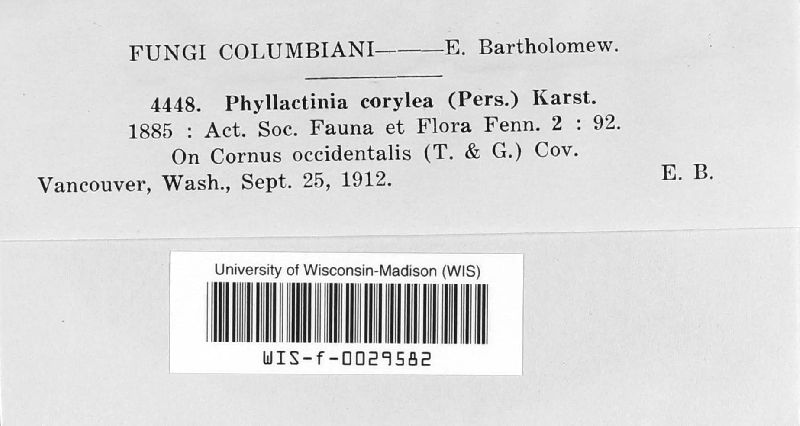 FUNGI COLUMBIANI———E. Bartholomew.
4448. Phyllactinia corylea (Pers.) Karst.
1885 : Act. Soc. Fauna et Flora Fenn. 2 : 92.
On Cornus occidentalis (T. & G.) Cov.
Vancouver, Wash., Sept. 25, 1912. E. B.
University of Wisconsin-Madison (WIS)
WIS-f-0029582